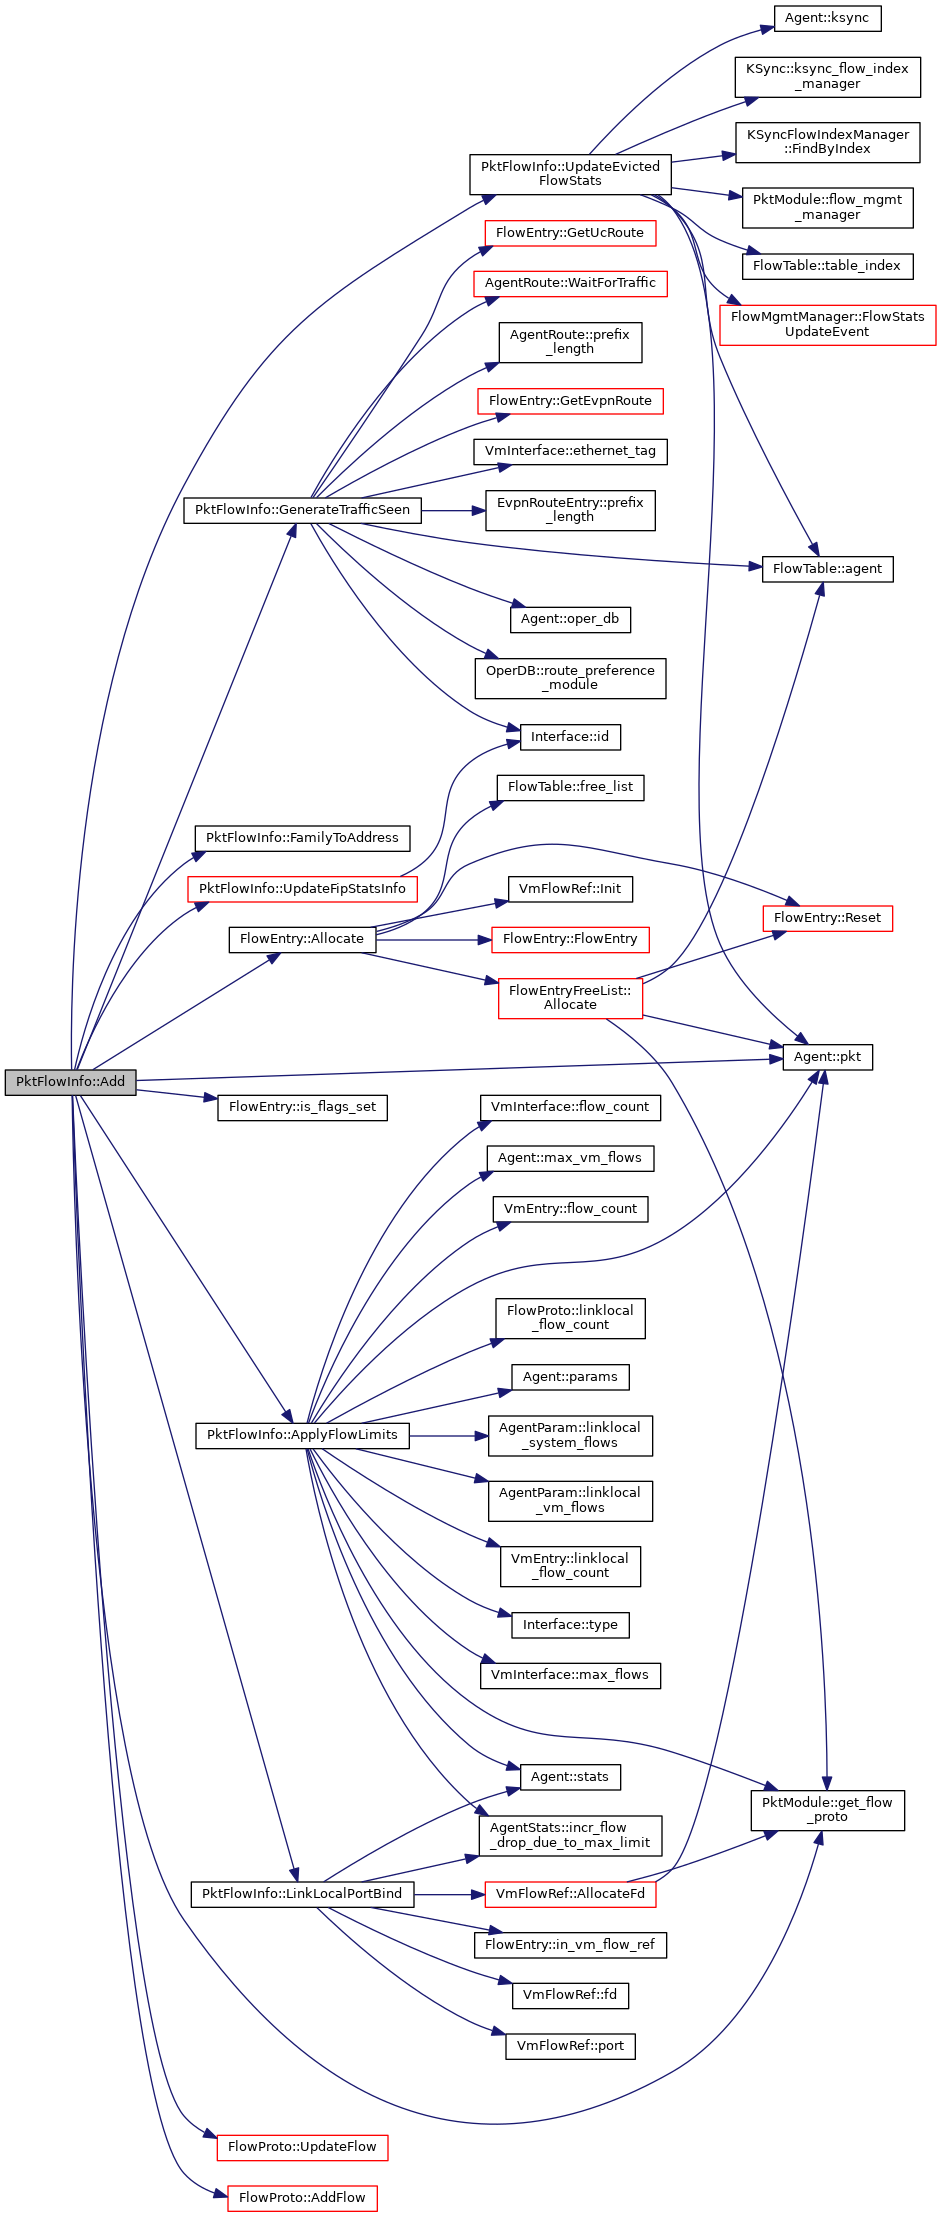 Agent::ksync
KSync::ksync_flow_index
_manager
KSyncFlowIndexManager
::FindByIndex
PktFlowInfo::UpdateEvicted
FlowStats
PktModule::flow_mgmt
_manager
FlowEntry::GetUcRoute
FlowTable::table_index
AgentRoute::WaitForTraffic
FlowMgmtManager::FlowStats
UpdateEvent
AgentRoute::prefix
_length
FlowEntry::GetEvpnRoute
VmInterface::ethernet_tag
PktFlowInfo::GenerateTrafficSeen
EvpnRouteEntry::prefix
_length
FlowTable::agent
Agent::oper_db
OperDB::route_preference
_module
Interface::id
FlowTable::free_list
PktFlowInfo::FamilyToAddress
PktFlowInfo::UpdateFipStatsInfo
VmFlowRef::Init
FlowEntry::Reset
FlowEntry::Allocate
FlowEntry::FlowEntry
FlowEntryFreeList::
Allocate
Agent::pkt
PktFlowInfo::Add
FlowEntry::is_flags_set
VmInterface::flow_count
Agent::max_vm_flows
VmEntry::flow_count
FlowProto::linklocal
_flow_count
Agent::params
PktFlowInfo::ApplyFlowLimits
AgentParam::linklocal
_system_flows
AgentParam::linklocal
_vm_flows
VmEntry::linklocal
_flow_count
Interface::type
VmInterface::max_flows
Agent::stats
PktModule::get_flow
_proto
AgentStats::incr_flow
_drop_due_to_max_limit
PktFlowInfo::LinkLocalPortBind
VmFlowRef::AllocateFd
FlowEntry::in_vm_flow_ref
VmFlowRef::fd
VmFlowRef::port
FlowProto::UpdateFlow
FlowProto::AddFlow